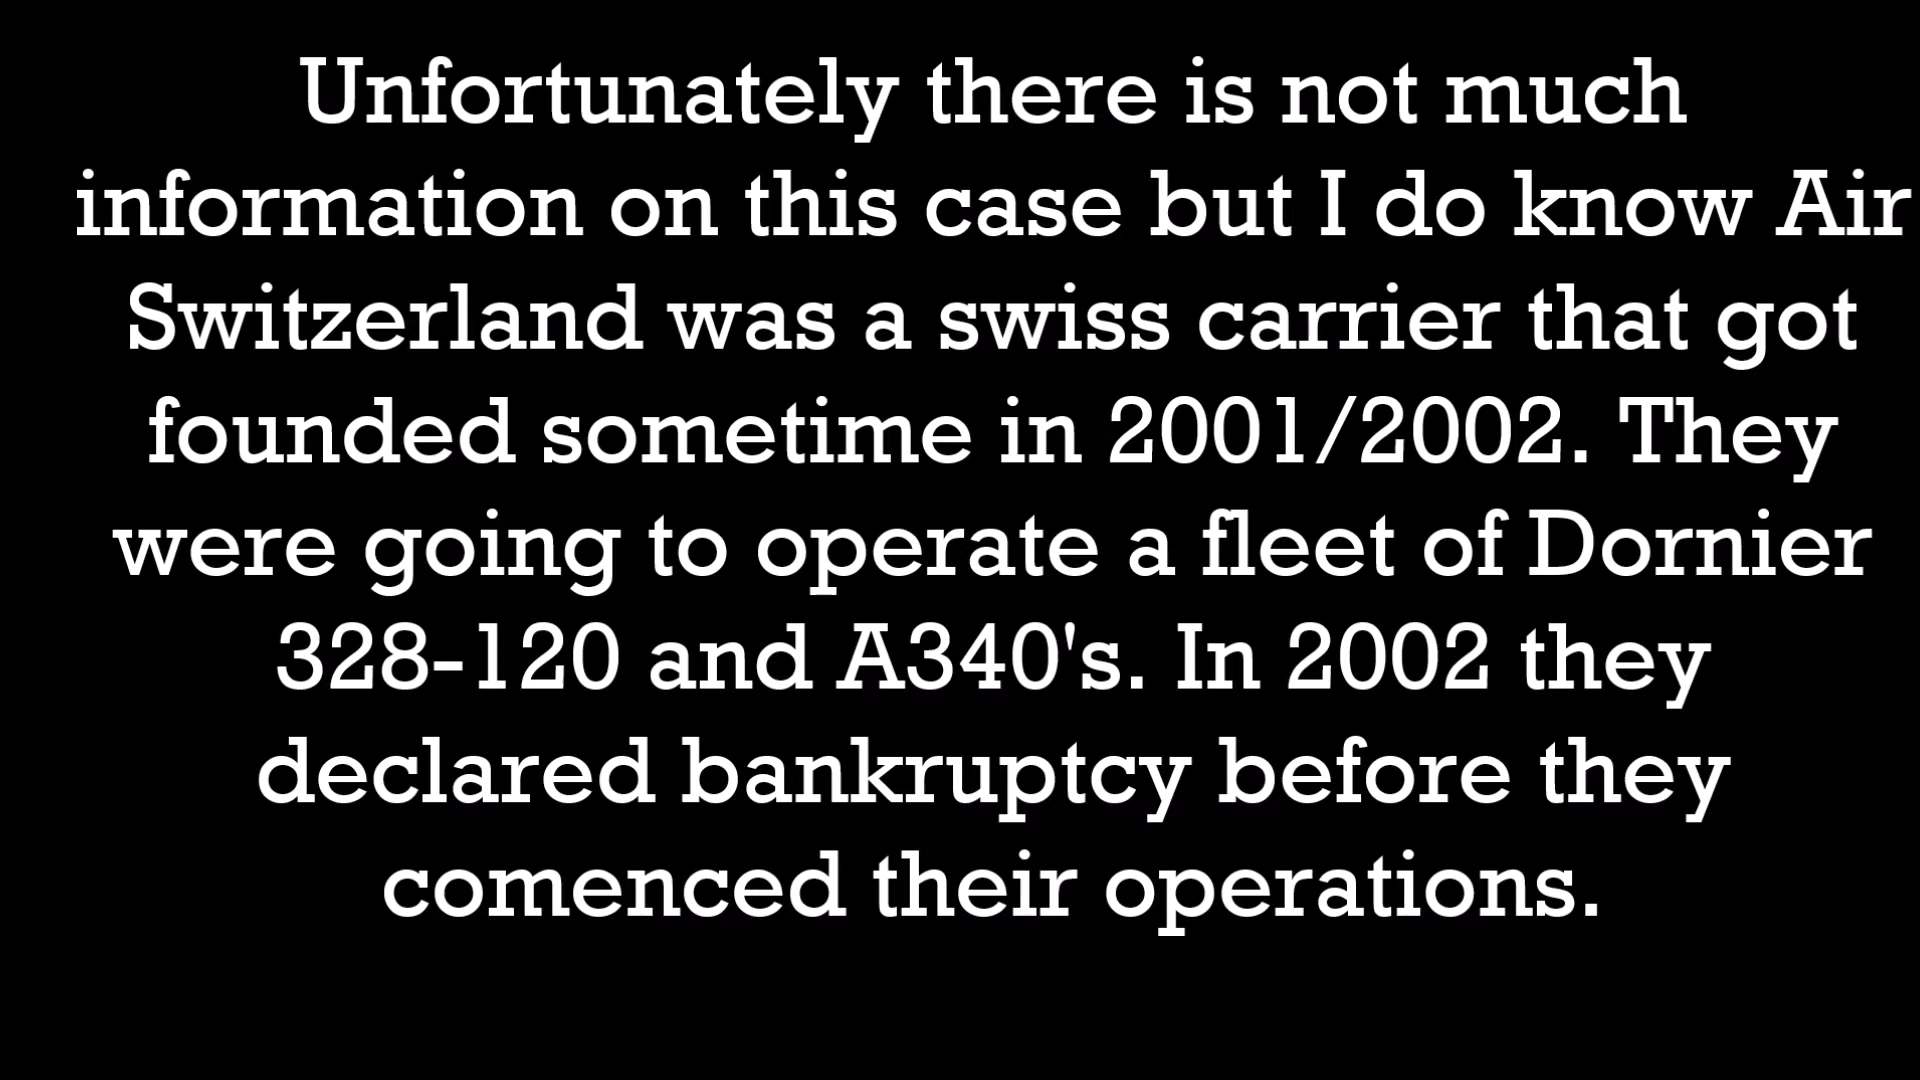 Unfortunately there is not much
information on this case but I do know Air
Switzerland was a swiss carrier that got
founded sometime in 2001/2002. They
were going to operate a fleet of Dornier
328-120 and A340's. In 2002 they
declared bankruptcy before they
comenced their operations.